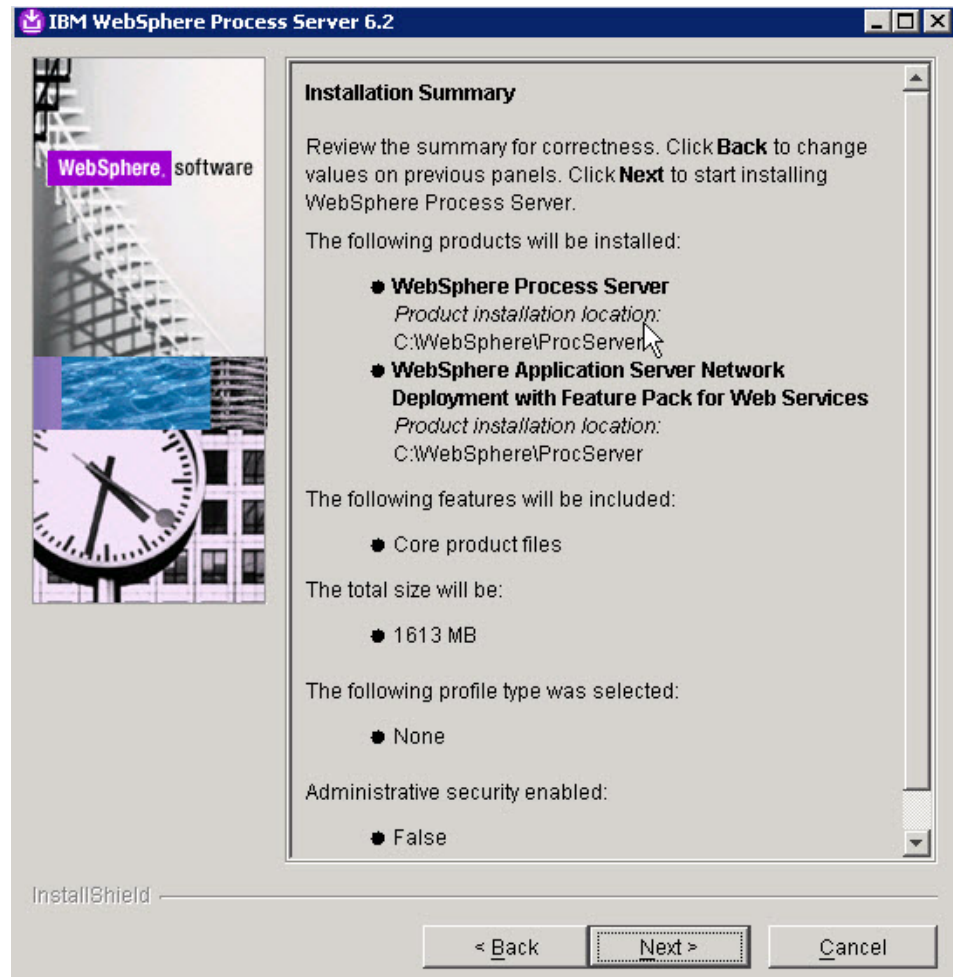 IBM WebSphere Process Server 6.2
WebSphere. software
Installation Summary
Review the summary for correctness. Click Back to change
values on previous panels. Click Next to start installing
WebSphere Process Server.
The following products will be installed:
WebSphere Process Server
Product installation location:
C:\WebSphere\ProcServer
WebSphere Application Server Network
Deployment with Feature Pack for Web Services
Product installation location:
C:\WebSphere\ProcServer
The following features will be included:
Core product files
The total size will be:
1613 MB
The following profile type was selected:
None
Administrative security enabled:
False
InstallShield
< Back Next > Cancel